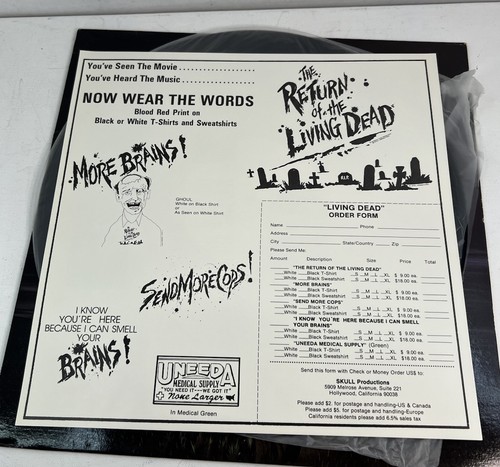 You've Seen The Movie..................
You've Heard The Music..................
NOW WEAR THE WORDS
Blood Red Print on
Black or White T-Shirts and Sweatshirts
THE
RETURN
of the
LIVING DEAD
R.I.P.
MORE BRAINS!
GHOUL
White on Black Shirt
or
As Seen on White Shirt
SEND MORE COPS!
I KNOW
YOU'RE HERE
BECAUSE I CAN SMELL
YOUR
BRAINS!
UNEEDA
MEDICAL SUPPLY
"YOU NEED IT — WE GOT IT"
None Larger
In Medical Green
"LIVING DEAD"
ORDER FORM
Name Phone
Address
City State/Country Zip
Please Send Me:
Amount Description Size Price Total
"THE RETURN OF THE LIVING DEAD"
White Black T-Shirt S M L XL $ 9.00 ea.
White Black Sweatshirt S M L XL $18.00 ea.
"MORE BRAINS"
White Black T-Shirt S M L XL $ 9.00 ea.
White Black Sweatshirt S M L XL $18.00 ea.
"SEND MORE COPS"
White Black T-Shirt S M L XL $ 9.00 ea.
White Black Sweatshirt S M L XL $18.00 ea.
"I KNOW YOU'RE HERE BECAUSE I CAN SMELL
YOUR BRAINS"
White Black T-Shirt S M L XL $ 9.00 ea.
White Black Sweatshirt S M L XL $18.00 ea.
"UNEEDA MEDICAL SUPPLY" (Green)
White Black T-Shirt S M L XL $ 9.00 ea.
White Black Sweatshirt S M L XL $18.00 ea.
Send this form with Check or Money Order US$ to:
SKULL Productions
5909 Melrose Avenue, Suite 221
Hollywood, California 90038
Please add $2. for postage and handling-US & Canada
Please add $5. for postage and handling-Europe
California residents please add 6.5% sales tax